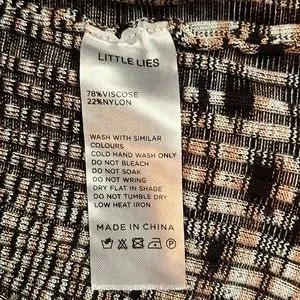 LITTLE LIES
78%VISCOSE
22%NYLON
WASH WITH SIMILAR
COLOURS
COLD HAND WASH ONLY
DO NOT BLEACH
DO NOT SOAK
DO NOT WRING
DRY FLAT IN SHADE
DO NOT TUMBLE DRY
LOW HEAT IRON
MADE IN CHINA